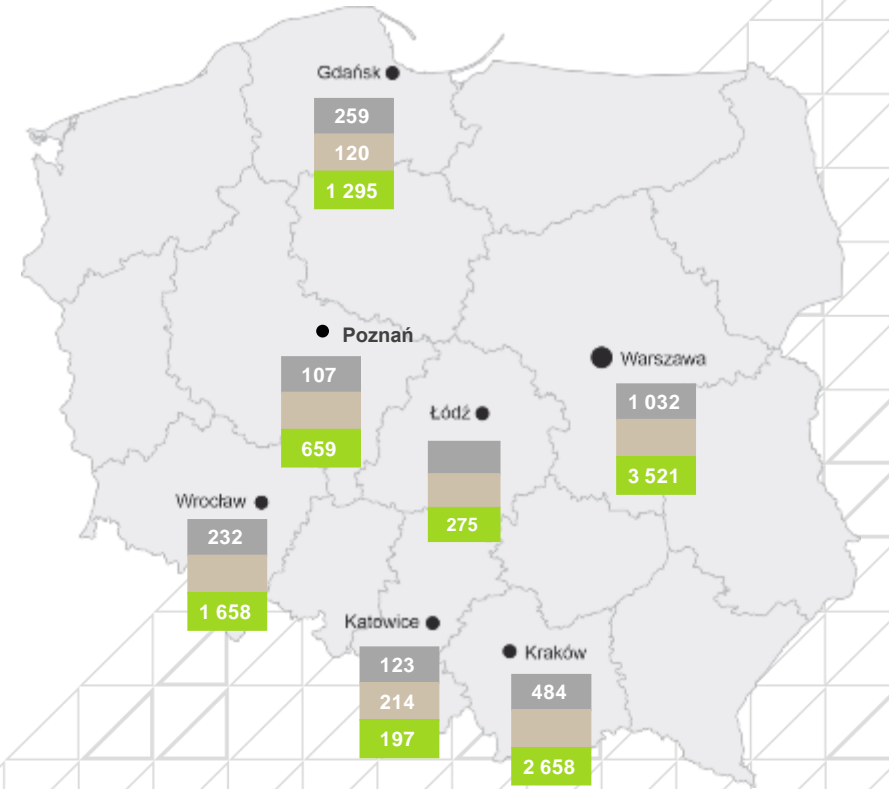 Gdańsk
259
120
1 295
Poznań
107
659
Warszawa
1 032
3 521
Łódź
275
Wrocław
232
1 658
Katowice
123
214
197
Kraków
484
2 658